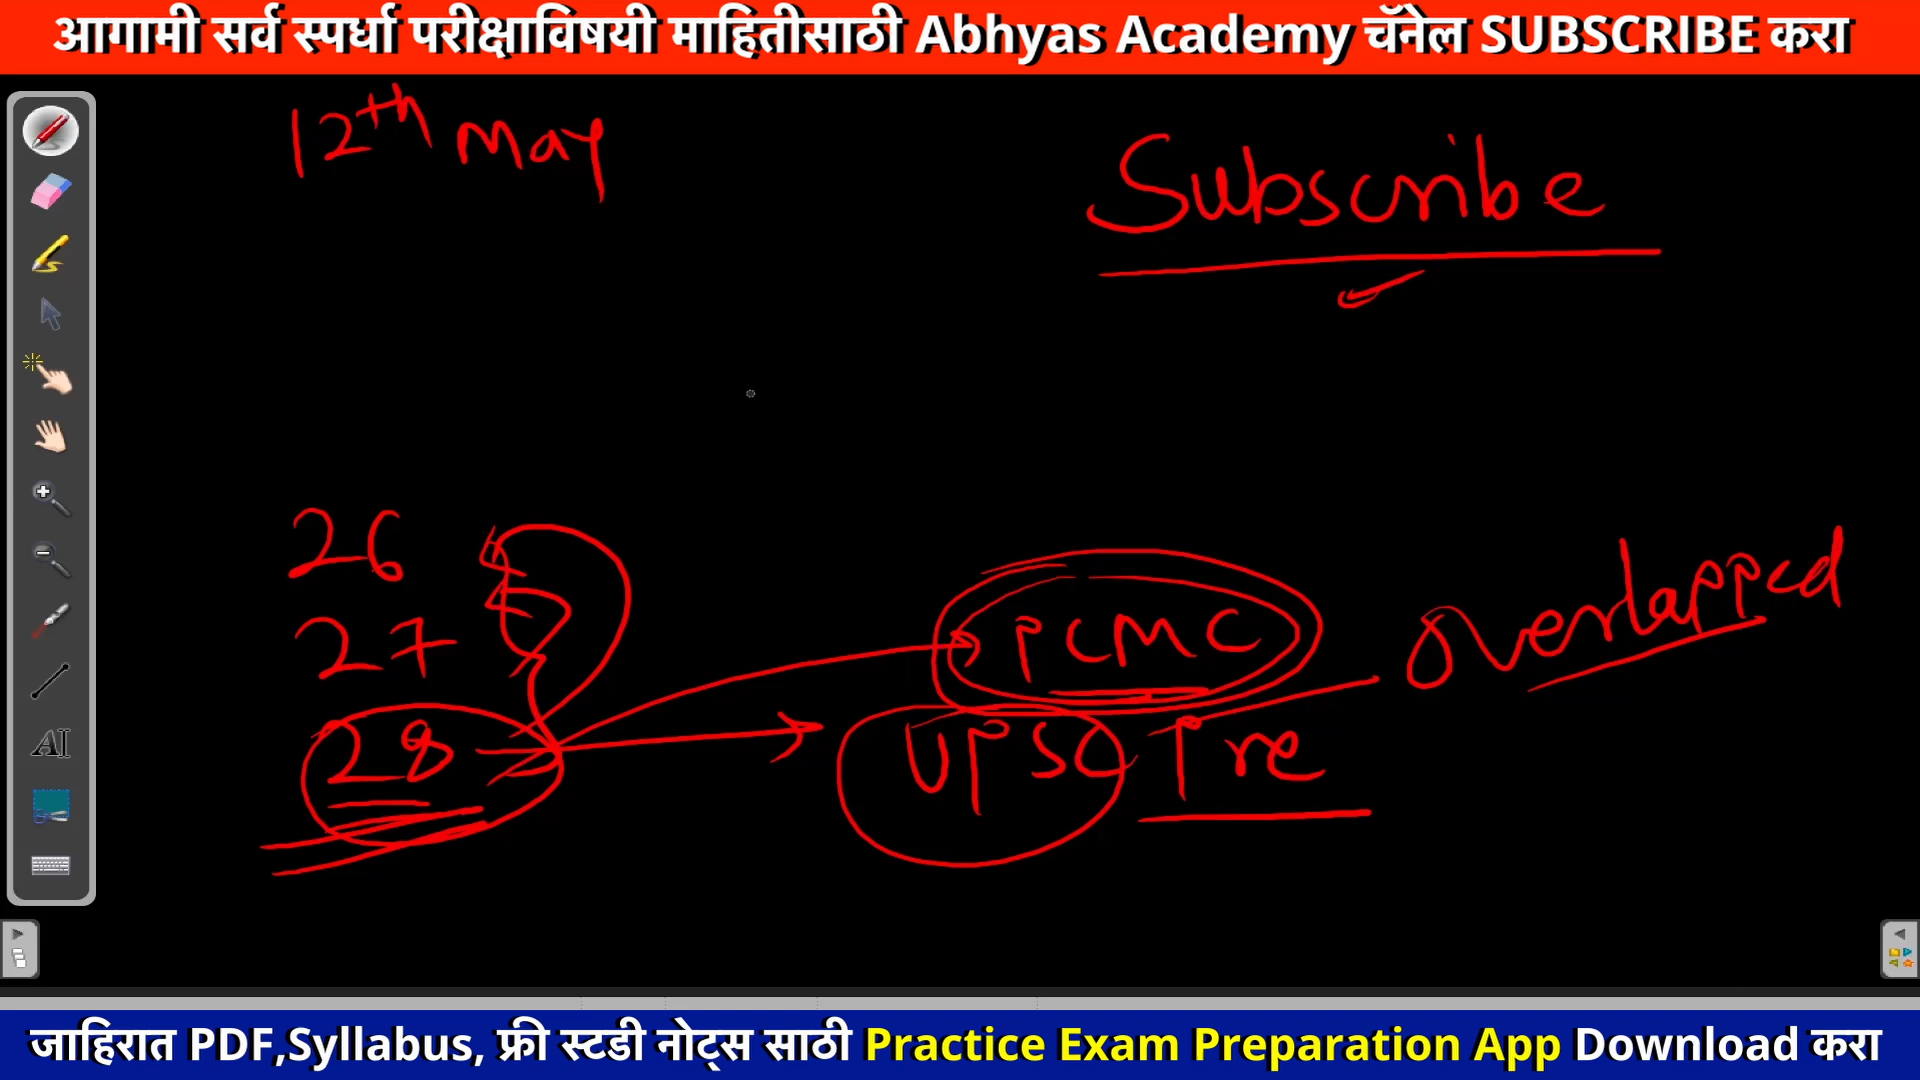 आगामी सर्व स्पर्धा परीक्षाविषयी माहितीसाठी Abhyas Academy चॅनेल SUBSCRIBE करा
12th May
Subscribe
26
27
28
PCMC
overlapped
UPSC Pre
जाहिरात PDF,Syllabus, फ्री स्टडी नोट्स साठी Practice Exam Preparation App Download करा